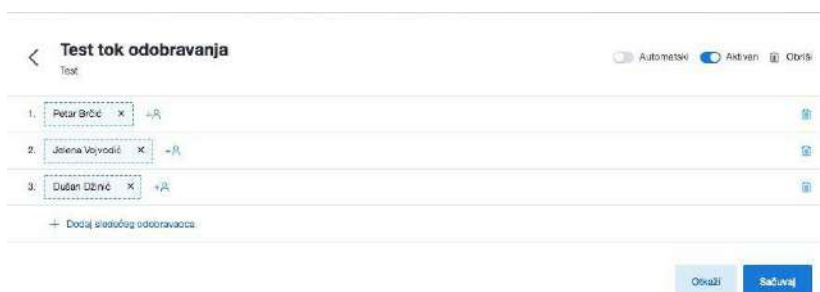 Test tok odobravanja
Test
Automatski Aktivan Obriši
1. Petar Brčić ×
2. Jelena Vojvodić ×
3. Dušan Džinić ×
+ Dodaj sledećeg odobravaoca
Otkaži Sačuvaj